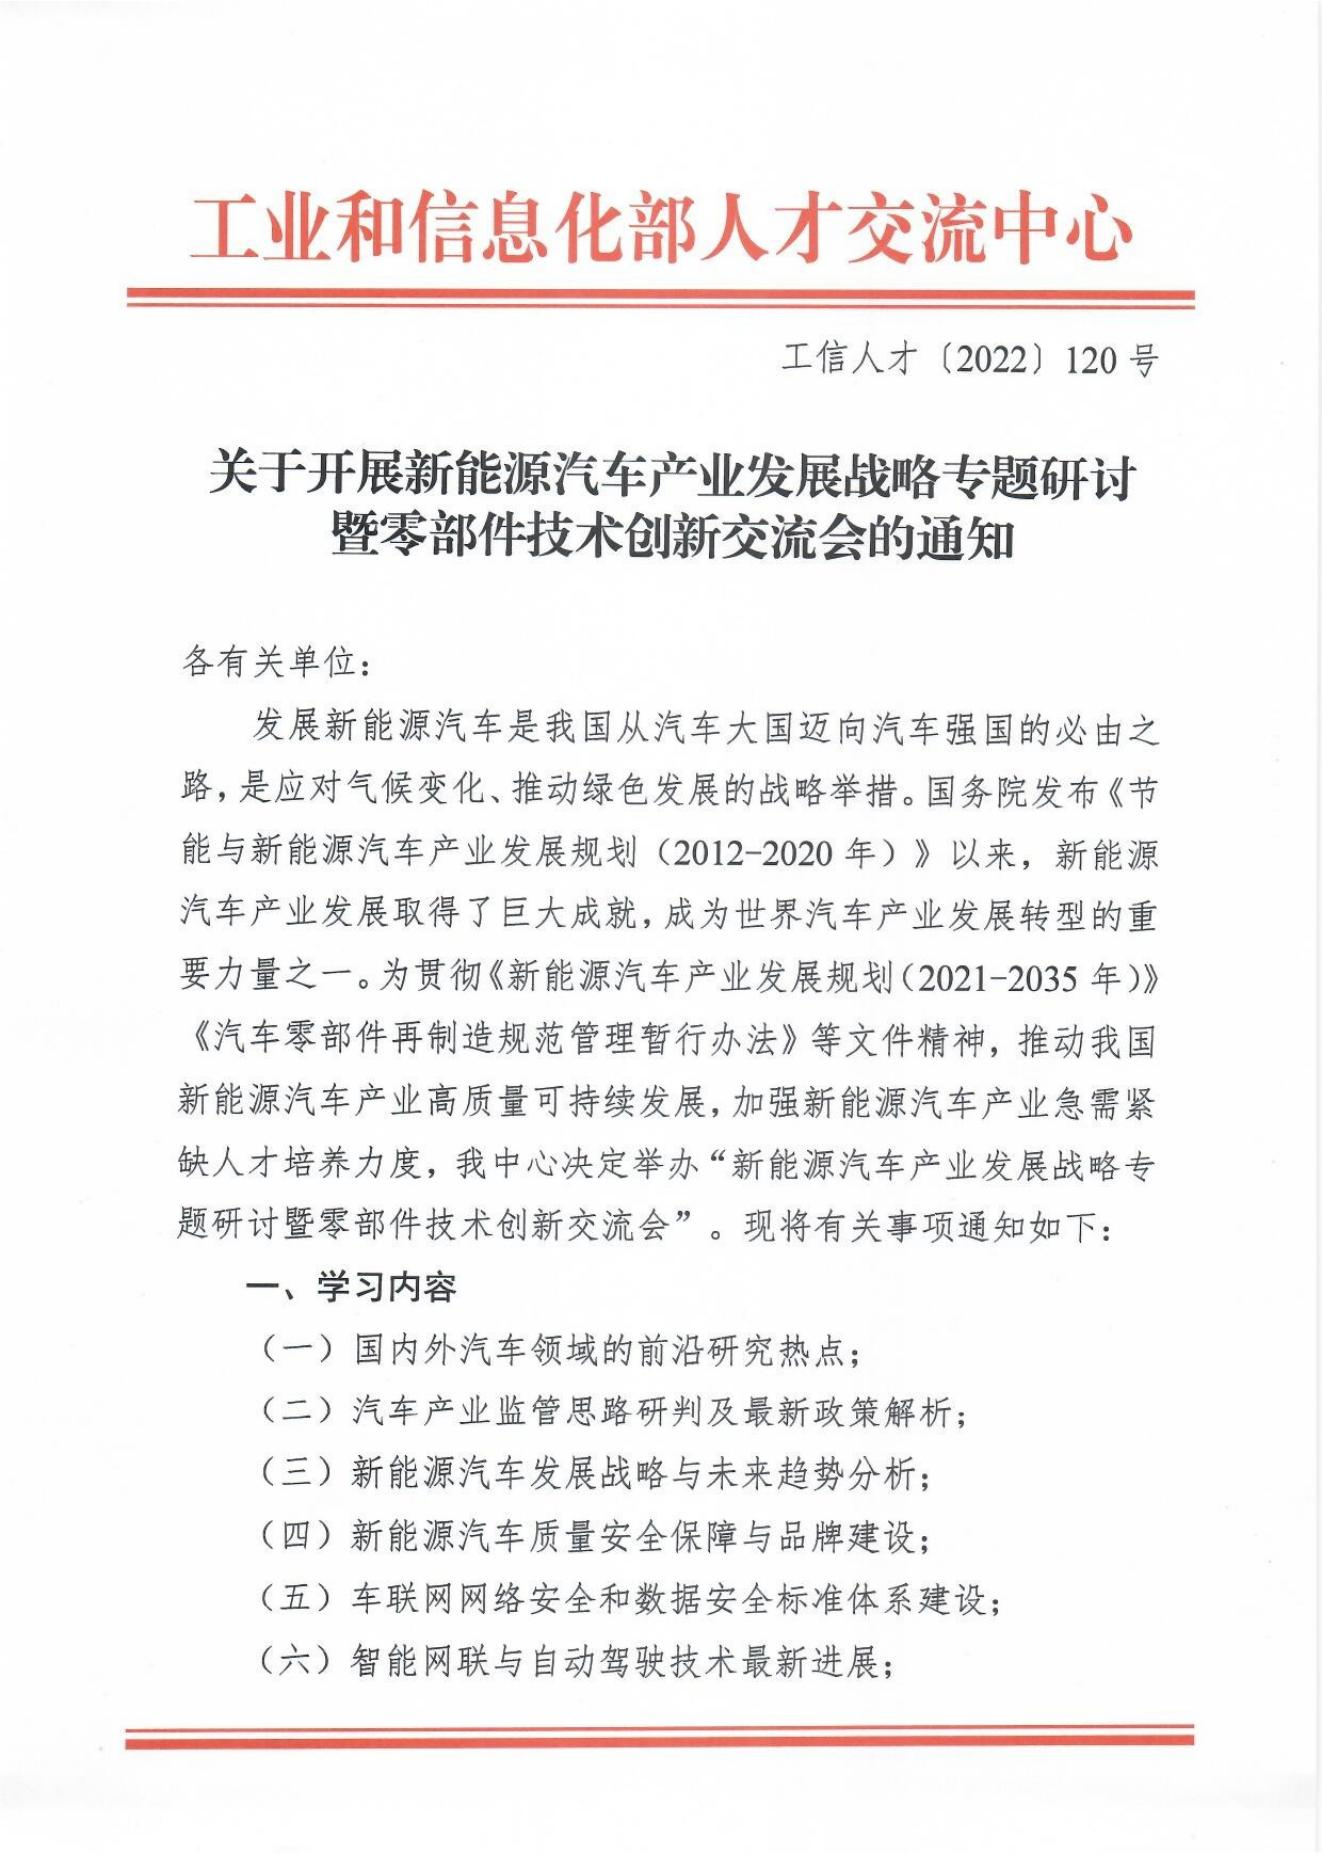 工业和信息化部人才交流中心
工信人才〔2022〕120 号
关于开展新能源汽车产业发展战略专题研讨
暨零部件技术创新交流会的通知
各有关单位：
发展新能源汽车是我国从汽车大国迈向汽车强国的必由之
路，是应对气候变化、推动绿色发展的战略举措。国务院发布《节
能与新能源汽车产业发展规划（2012-2020 年）》以来，新能源
汽车产业发展取得了巨大成就，成为世界汽车产业发展转型的重
要力量之一。为贯彻《新能源汽车产业发展规划（2021-2035 年）》
《汽车零部件再制造规范管理暂行办法》等文件精神，推动我国
新能源汽车产业高质量可持续发展，加强新能源汽车产业急需紧
缺人才培养力度，我中心决定举办“新能源汽车产业发展战略专
题研讨暨零部件技术创新交流会”。现将有关事项通知如下：
一、学习内容
（一）国内外汽车领域的前沿研究热点；
（二）汽车产业监管思路研判及最新政策解析；
（三）新能源汽车发展战略与未来趋势分析；
（四）新能源汽车质量安全保障与品牌建设；
（五）车联网网络安全和数据安全标准体系建设；
（六）智能网联与自动驾驶技术最新进展；